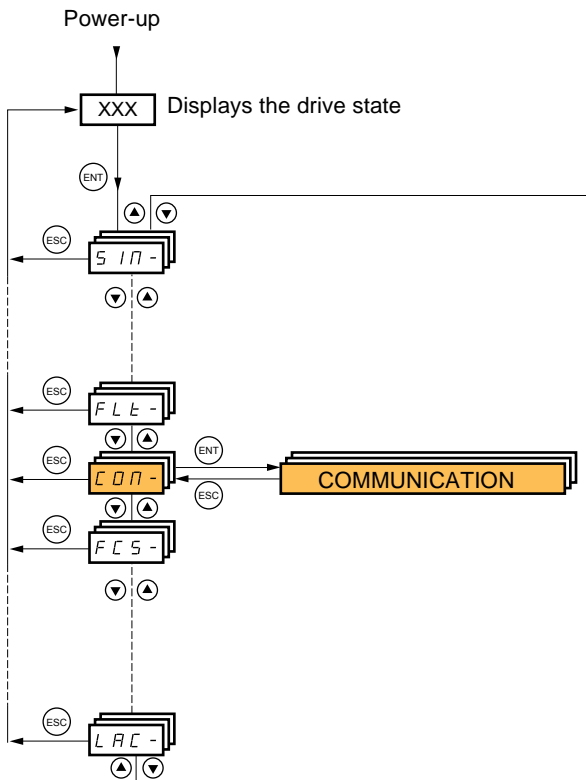 Power-up
XXX Displays the drive state
ENT
ESC
SIM-
ESC
FLt-
ENT
ESC
COM- COMMUNICATION
ESC
ESC
FCS-
ESC
LAC-